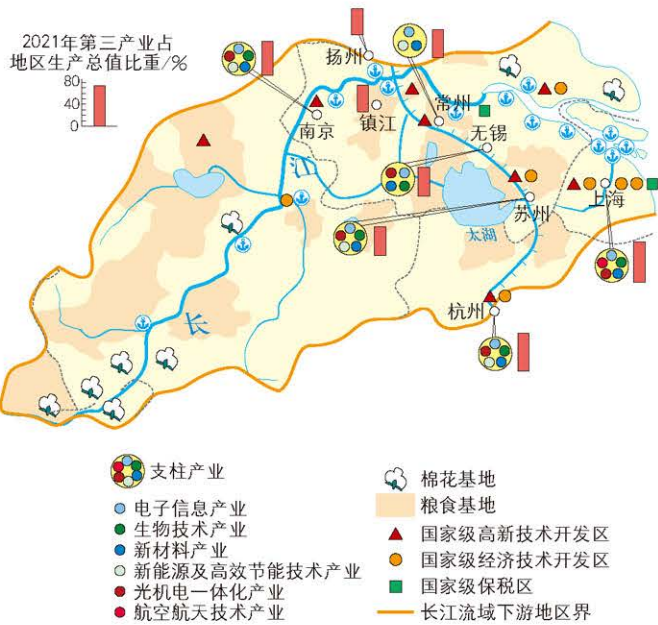 2021年第三产业占
地区生产总值比重/%
80
40
0
扬州
南京
镇江
常州
无锡
苏州
上海
太湖
杭州
江
长
支柱产业
电子信息产业
生物技术产业
新材料产业
新能源及高效节能技术产业
光机电一体化产业
航空航天技术产业
棉花基地
粮食基地
国家级高新技术开发区
国家级经济技术开发区
国家级保税区
长江流域下游地区界